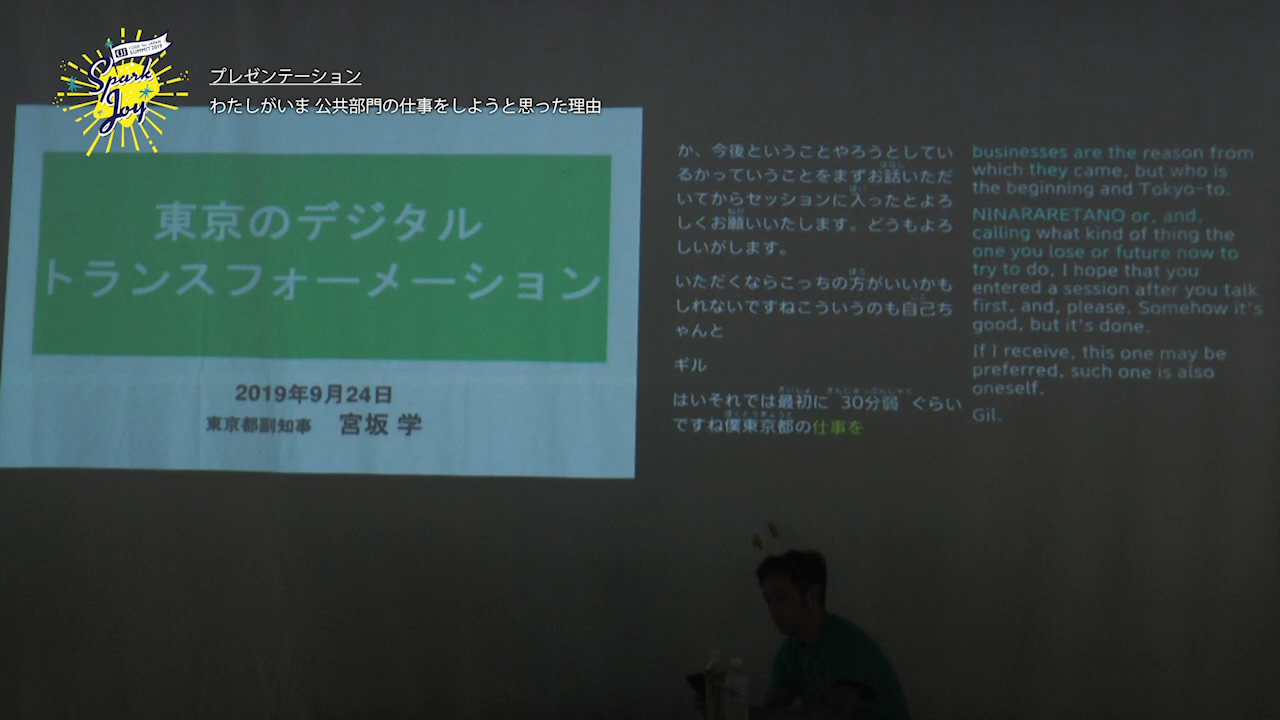 CODE for JAPAN
SUMMIT 2019
Spark
Joy
プレゼンテーション
わたしがいま 公共部門の仕事をしようと思った理由
東京のデジタル
トランスフォーメーション
2019年9月24日
東京都副知事 宮坂 学
か、今後ということやろうとしてい
るかっていうことをまずお話いただ
いてからセッションに入ったとよろ
しくお願いいたします。どうもよろ
しいがします。
いただくならこっちの方がいいかも
しれないですねこういうのも自己ち
ゃんと
ギル
はいそれでは最初に 30分弱 ぐらい
ですね僕東京都の仕事を
businesses are the reason from
which they came, but who is
the beginning and Tokyo-to.
NINARARETANO or, and,
calling what kind of thing the
one you lose or future now to
try to do, I hope that you
entered a session after you talk
first, and, please. Somehow it's
good, but it's done.
If I receive, this one may be
preferred, such one is also
oneself.
Gil.